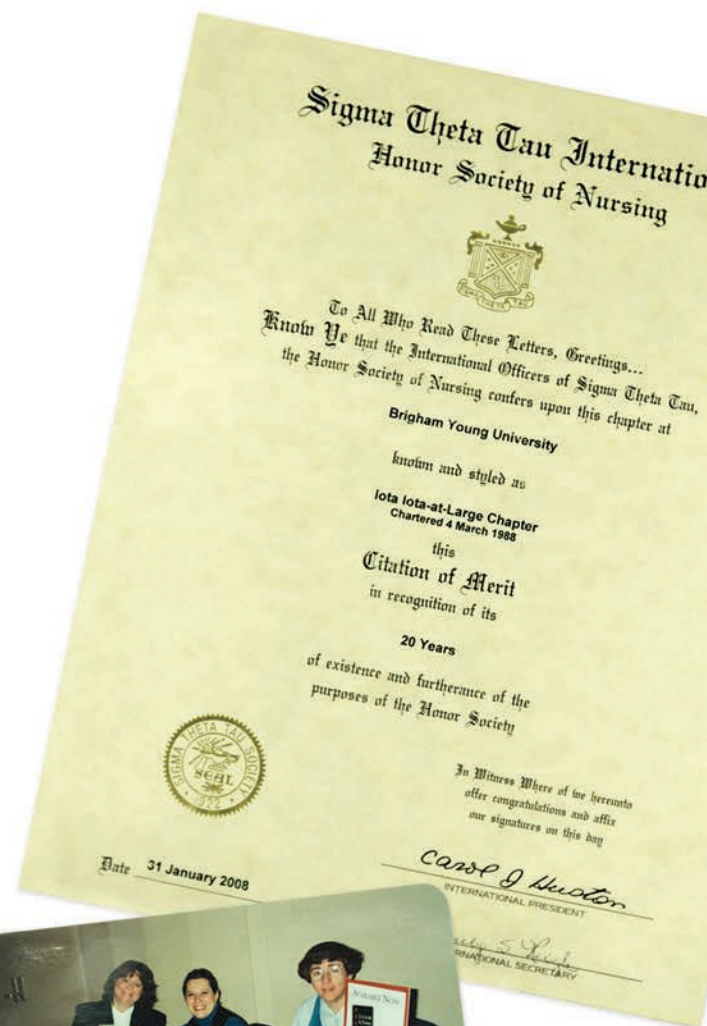 Sigma Theta Tau Internatio
Honor Society of Nursing
SIGMA THETA TAU
To All Who Read These Letters, Greetings...
Know Ye that the International Officers of Sigma Theta Tau,
the Honor Society of Nursing confers upon this chapter at
Brigham Young University
known and styled as
Iota Iota-at-Large Chapter
Chartered 4 March 1988
this
Citation of Merit
in recognition of its
20 Years
of existence and furtherance of the
purposes of the Honor Society
SIGMA THETA TAU SOCIETY
SEAL
1922
In Witness Where of we hereunto
offer congratulations and affix
our signatures on this day
Date 31 January 2008
Carol J Huston
INTERNATIONAL PRESIDENT
RNATIONAL SECRETARY
Available Now